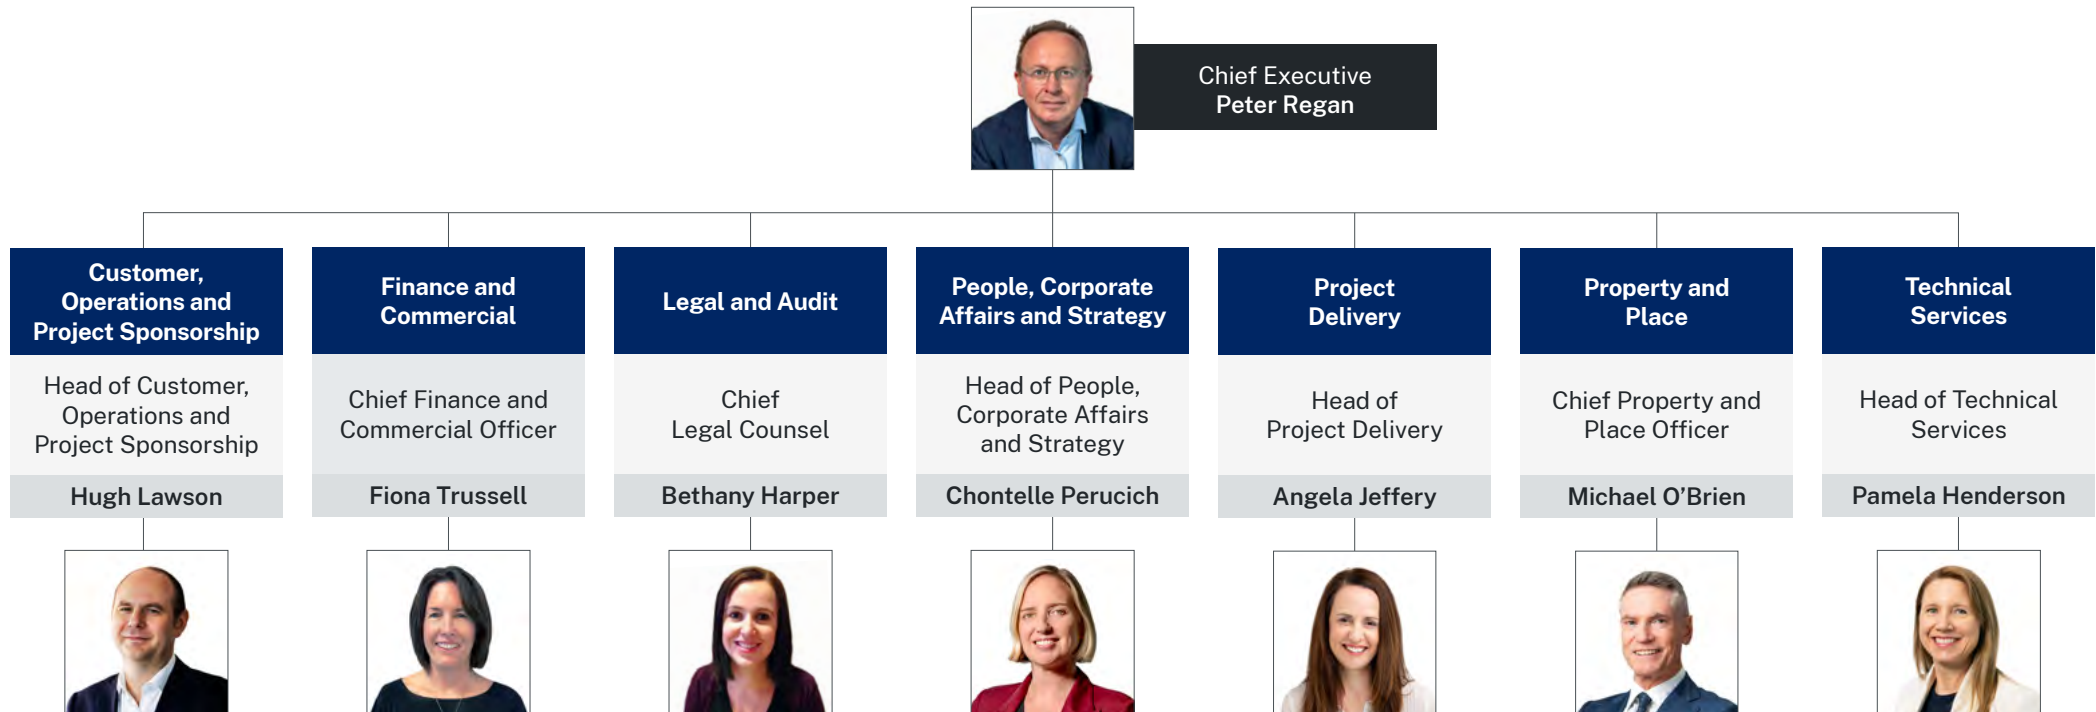 Chief Executive
Peter Regan
Customer,
Operations and
Project Sponsorship
Head of Customer,
Operations and
Project Sponsorship
Hugh Lawson
Finance and
Commercial
Chief Finance and
Commercial Officer
Fiona Trussell
Legal and Audit
Chief
Legal Counsel
Bethany Harper
People, Corporate
Affairs and Strategy
Head of People,
Corporate Affairs
and Strategy
Chontelle Perucich
Project
Delivery
Head of
Project Delivery
Angela Jeffery
Property and
Place
Chief Property and
Place Officer
Michael O’Brien
Technical
Services
Head of Technical
Services
Pamela Henderson